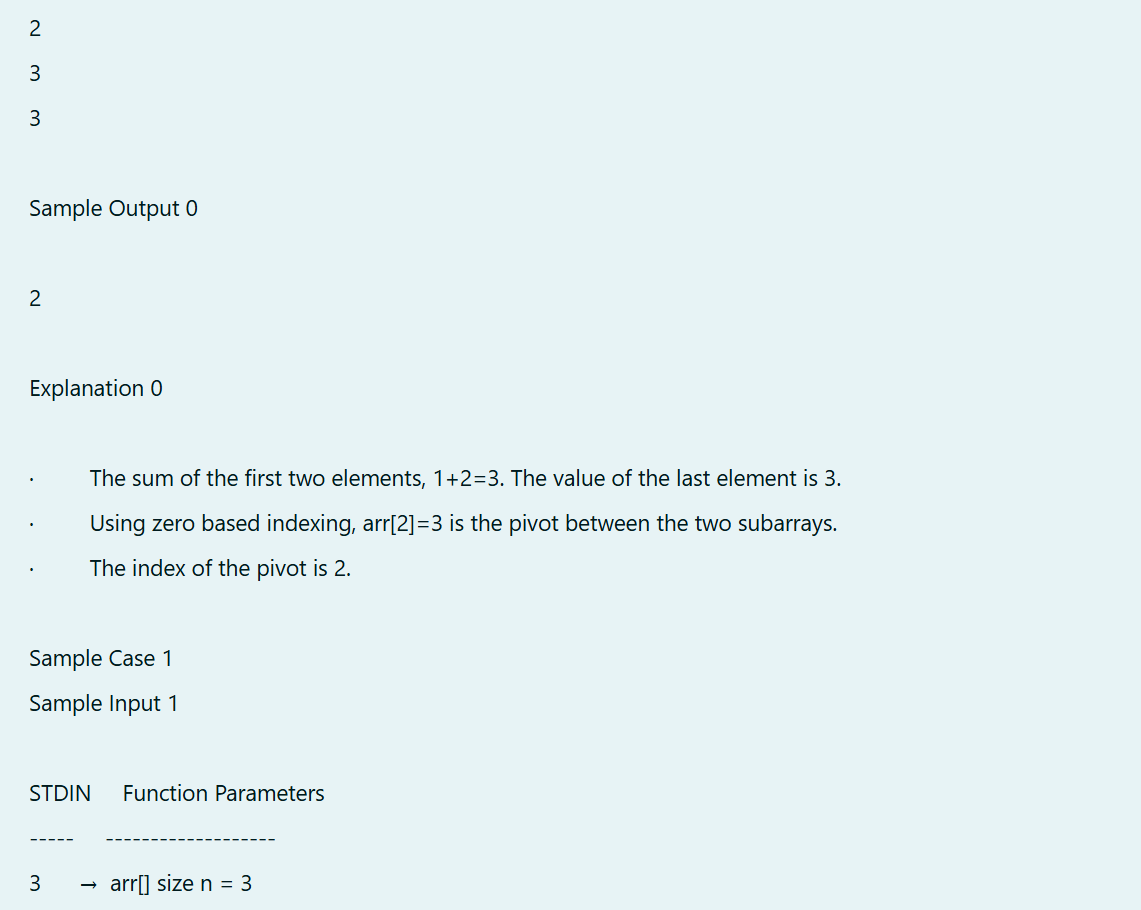 2
3
3
Sample Output 0
2
Explanation 0
· The sum of the first two elements, 1+2=3. The value of the last element is 3.
· Using zero based indexing, arr[2]=3 is the pivot between the two subarrays.
· The index of the pivot is 2.
Sample Case 1
Sample Input 1
STDIN Function Parameters
----- -------------------
3 → arr[] size n = 3